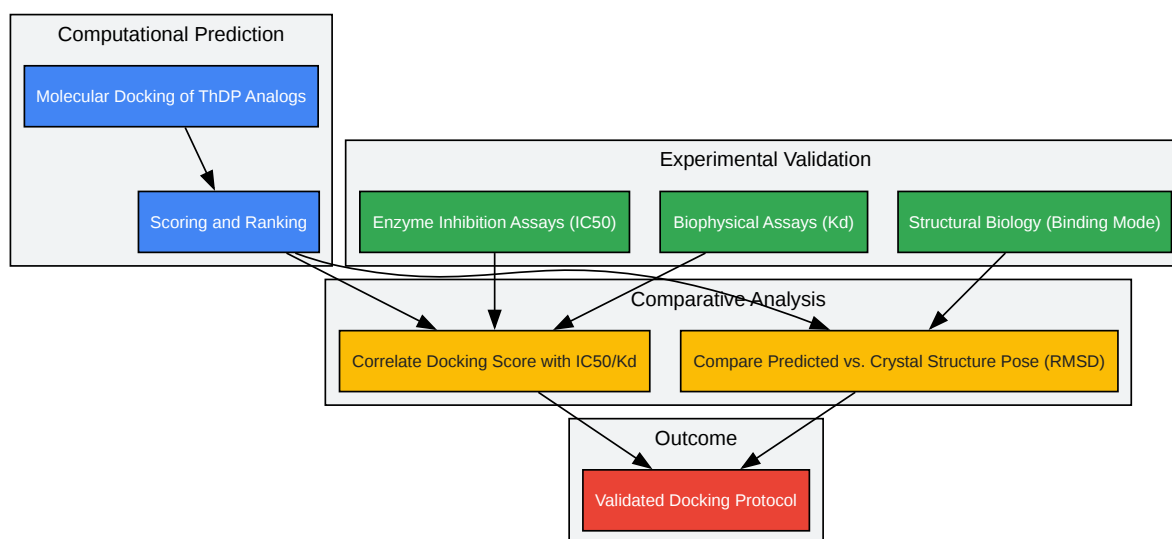 Computational Prediction
Molecular Docking of ThDP Analogs
Scoring and Ranking
Experimental Validation
Enzyme Inhibition Assays (IC50)
Biophysical Assays (Kd)
Structural Biology (Binding Mode)
Comparative Analysis
Correlate Docking Score with IC50/Kd
Compare Predicted vs. Crystal Structure Pose (RMSD)
Outcome
Validated Docking Protocol